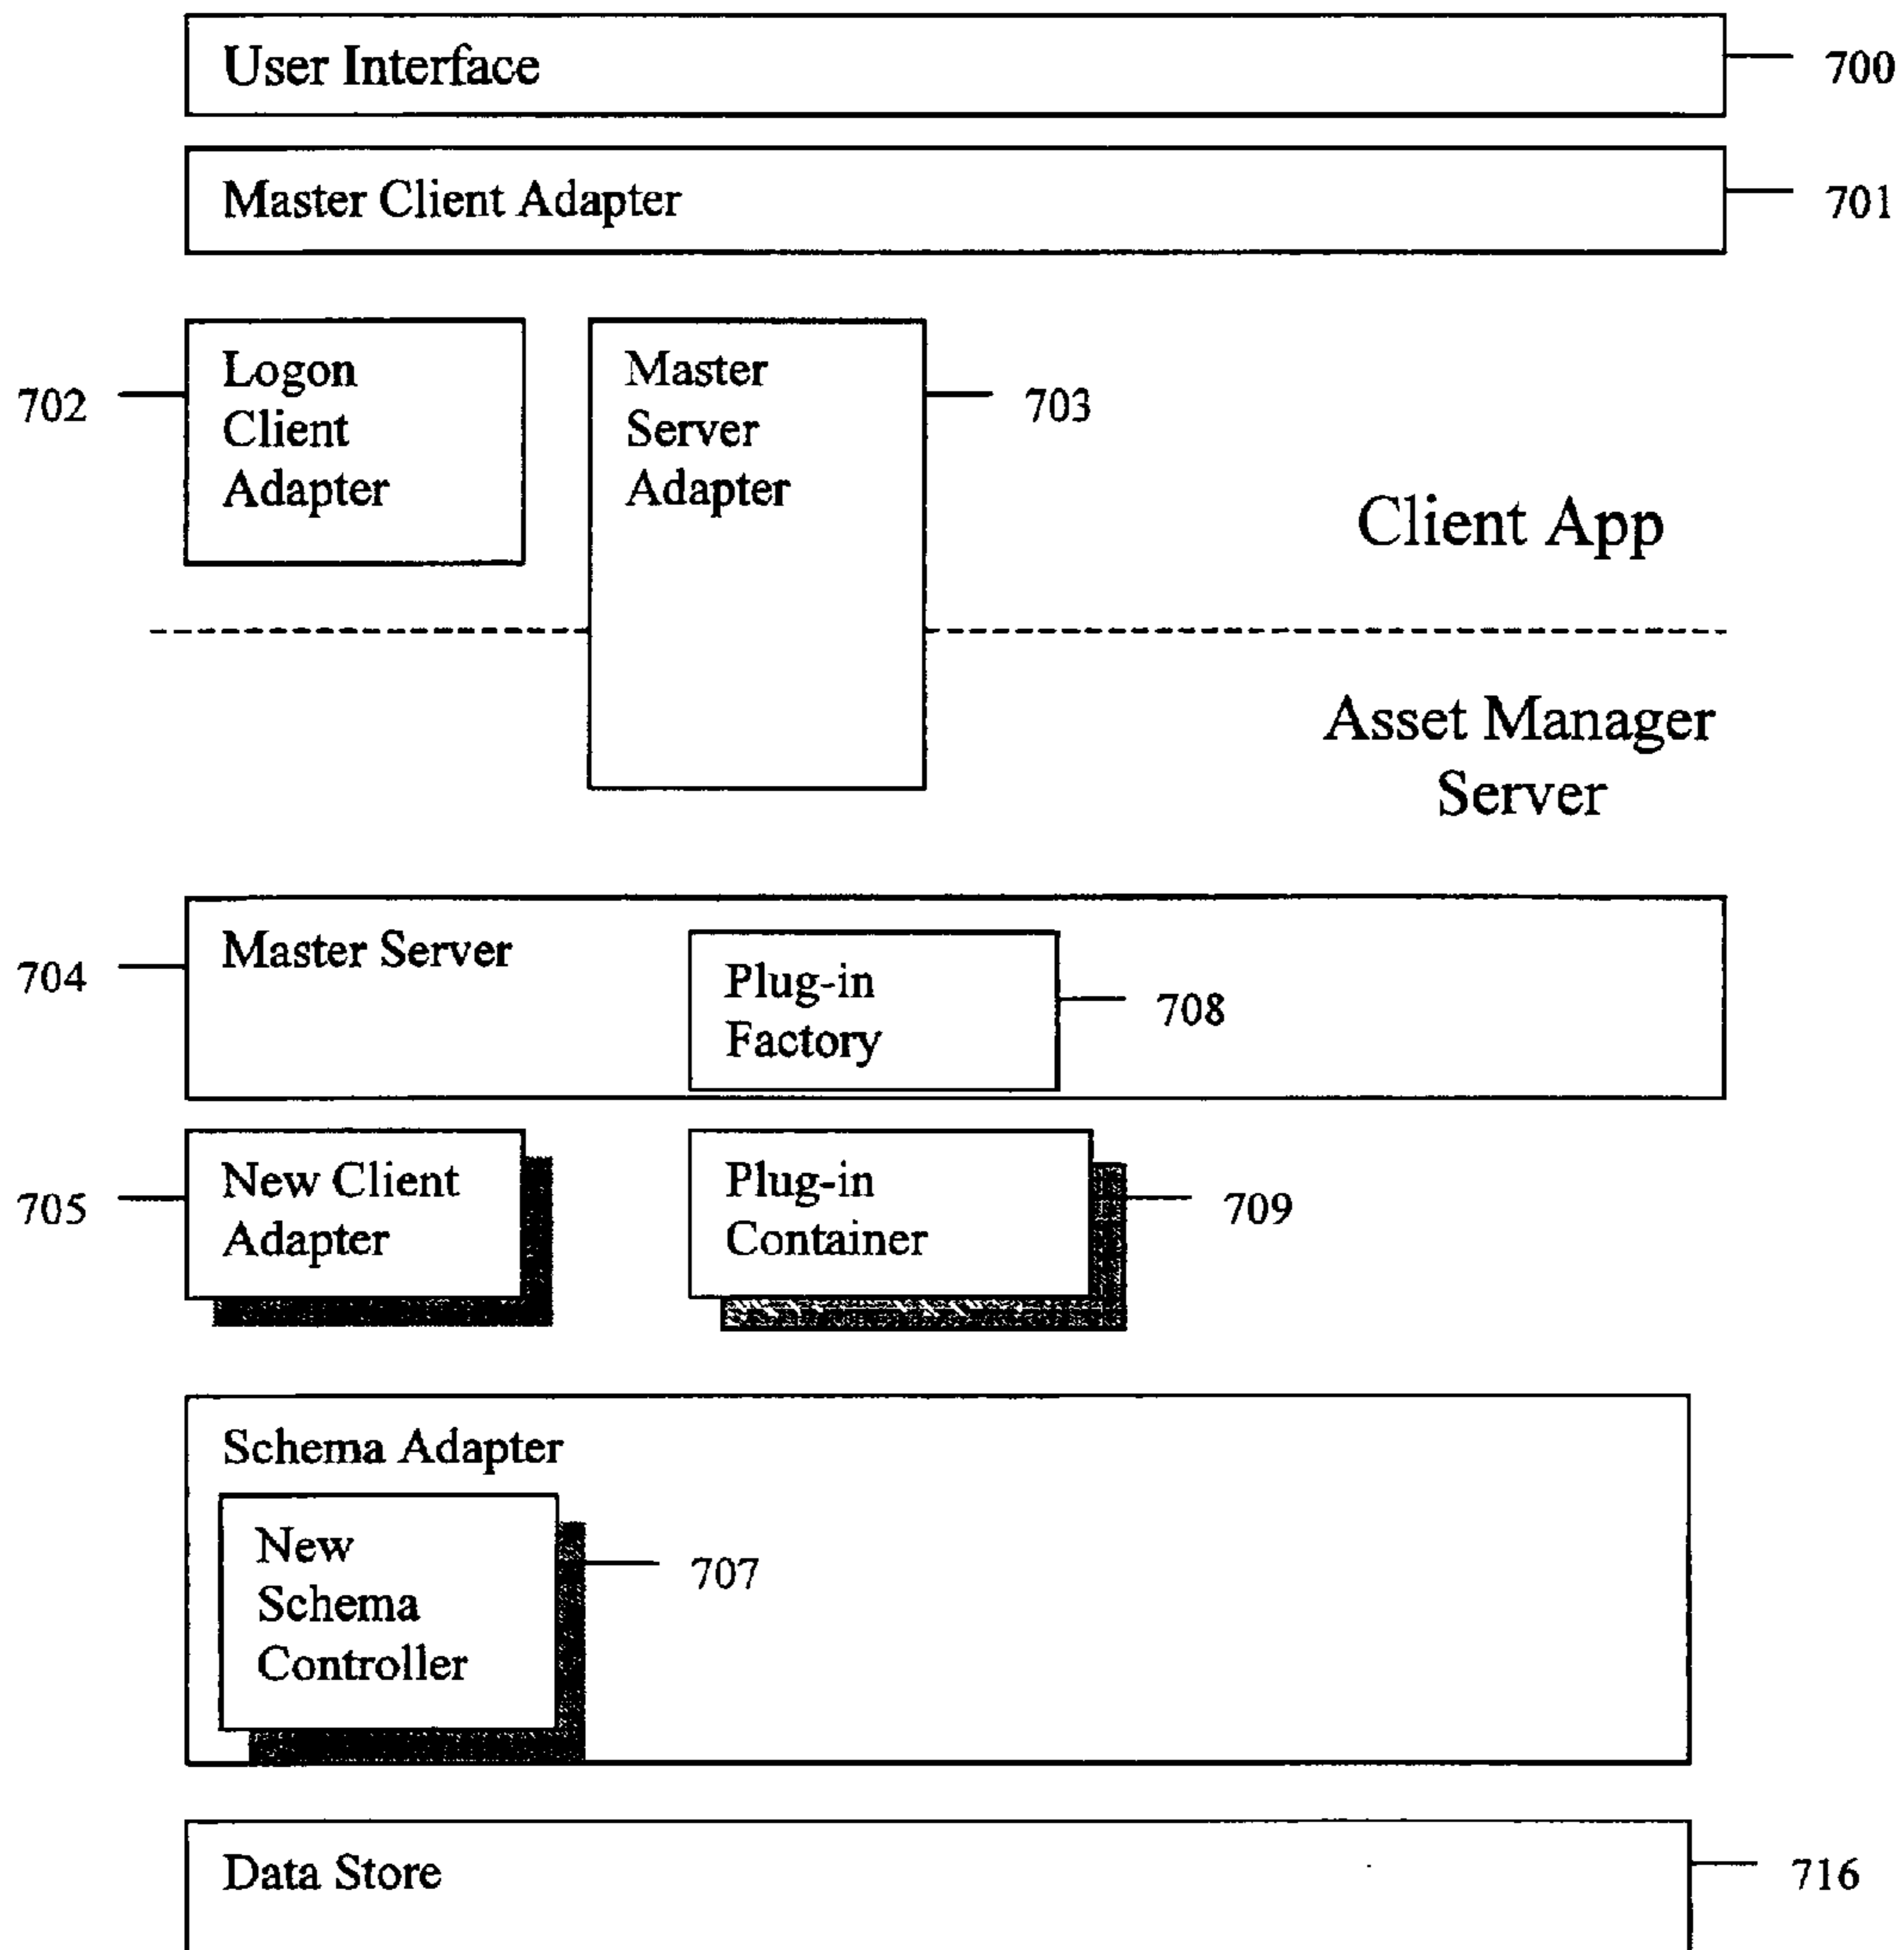 User Interface
700
Master Client Adapter
701
702
Logon
Client
Adapter
Master
Server
Adapter
703
Client App
Asset Manager
Server
704
Master Server
Plug-in
Factory
708
705
New Client
Adapter
Plug-in
Container
709
Schema Adapter
New
Schema
Controller
707
Data Store
716